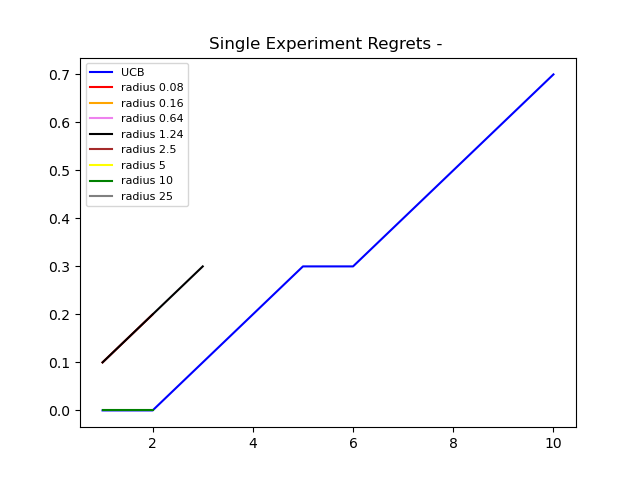 Single Experiment Regrets -
0.7
0.6
0.5
0.4
0.3
0.2
0.1
0.0
UCB
radius 0.08
radius 0.16
radius 0.64
radius 1.24
radius 2.5
radius 5
radius 10
radius 25
2 4 6 8 10